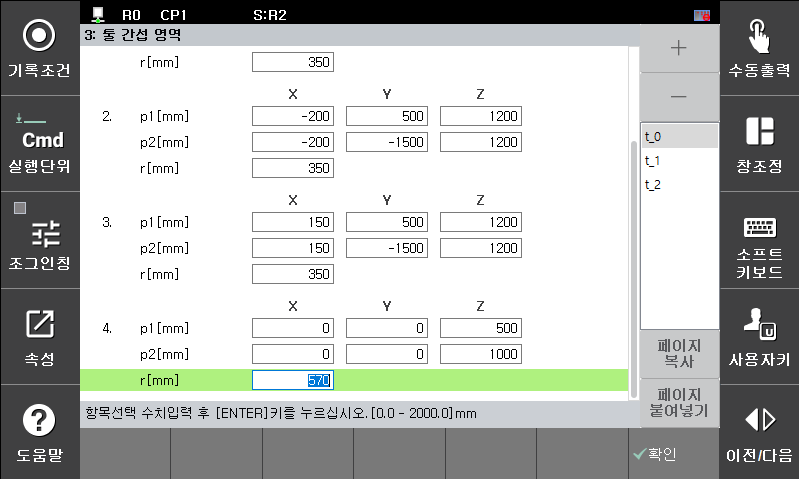 R0 CP1 S:R2
3: 툴 간섭 영역
기록조건
Cmd
실행단위
조그인칭
속성
도움말
r[mm] 350
X Y Z
2. p1[mm] -200 500 1200
p2[mm] -200 -1500 1200
r[mm] 350
X Y Z
3. p1[mm] 150 500 1200
p2[mm] 150 -1500 1200
r[mm] 350
X Y Z
4. p1[mm] 0 0 500
p2[mm] 0 0 1000
r[mm] 570
항목선택 수치입력 후 [ENTER]키를 누르십시오.[0.0 - 2000.0]mm
+
-
t_0
t_1
t_2
페이지
복사
페이지
붙여넣기
확인
수동출력
창조정
소프트
키보드
U
사용자키
이전/다음